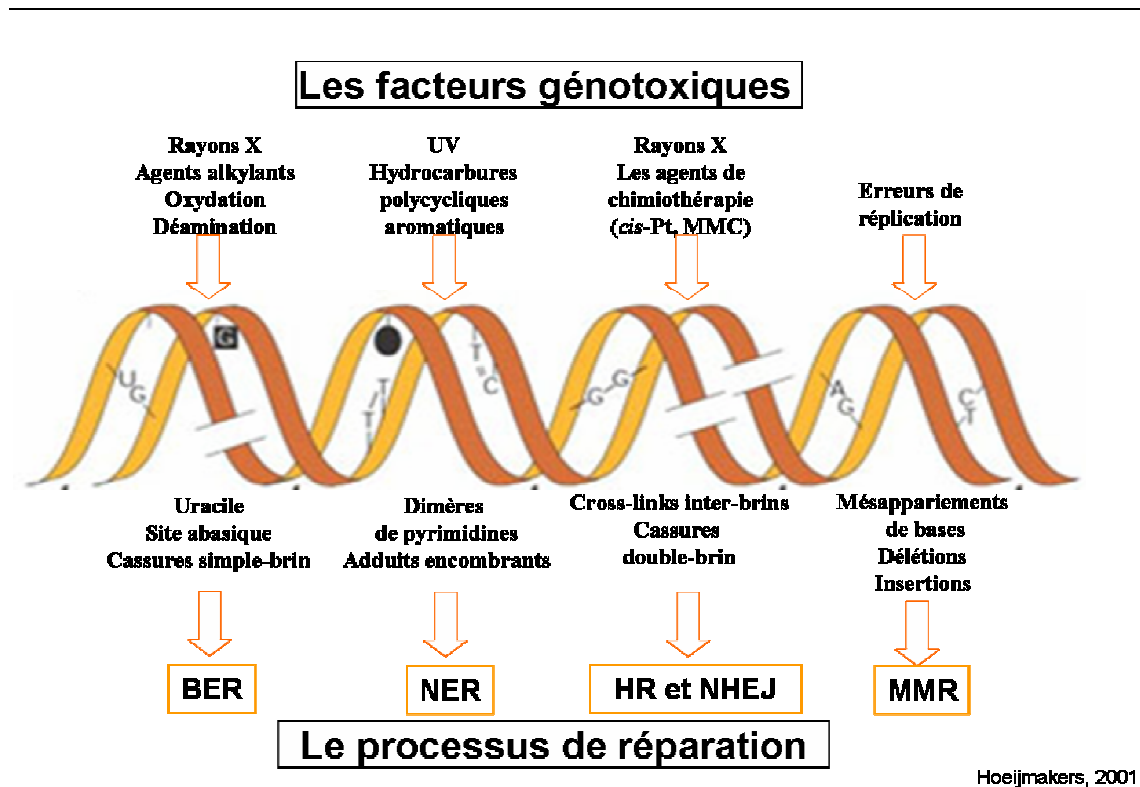 Les facteurs génotoxiques
Rayons X
Agents alkylants
Oxydation
Déamination
UV
Hydrocarbures
polycycliques
aromatiques
Rayons X
Les agents de
chimiothérapie
(cis-Pt, MMC)
Erreurs de
réplication
UG
G
T
T
T=C
G G
AG
CT
Uracile
Site abasique
Cassures simple-brin
Dimères
de pyrimidines
Adduits encombrants
Cross-links inter-brins
Cassures
double-brin
Mésappariements
de bases
Délétions
Insertions
BER
NER
HR et NHEJ
MMR
Le processus de réparation
Hoeijmakers, 2001